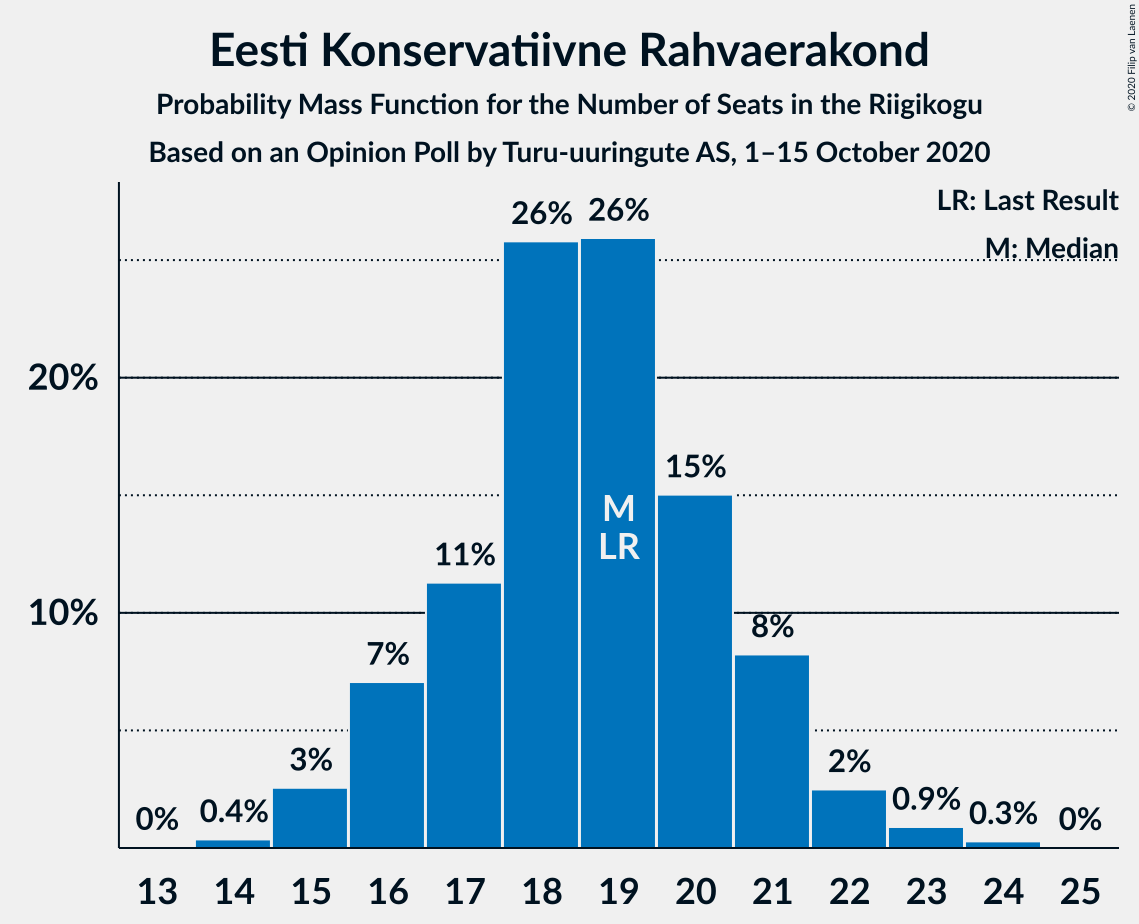 Eesti Konservatiivne Rahvaerakond
Probability Mass Function for the Number of Seats in the Riigikogu
Based on an Opinion Poll by Turu-uuringute AS, 1–15 October 2020
© 2020 Filip van Laenen
LR: Last Result
M: Median
20%
10%
0%
0.4%
3%
7%
11%
26%
26%
M
LR
15%
8%
2%
0.9%
0.3%
0%
13 14 15 16 17 18 19 20 21 22 23 24 25